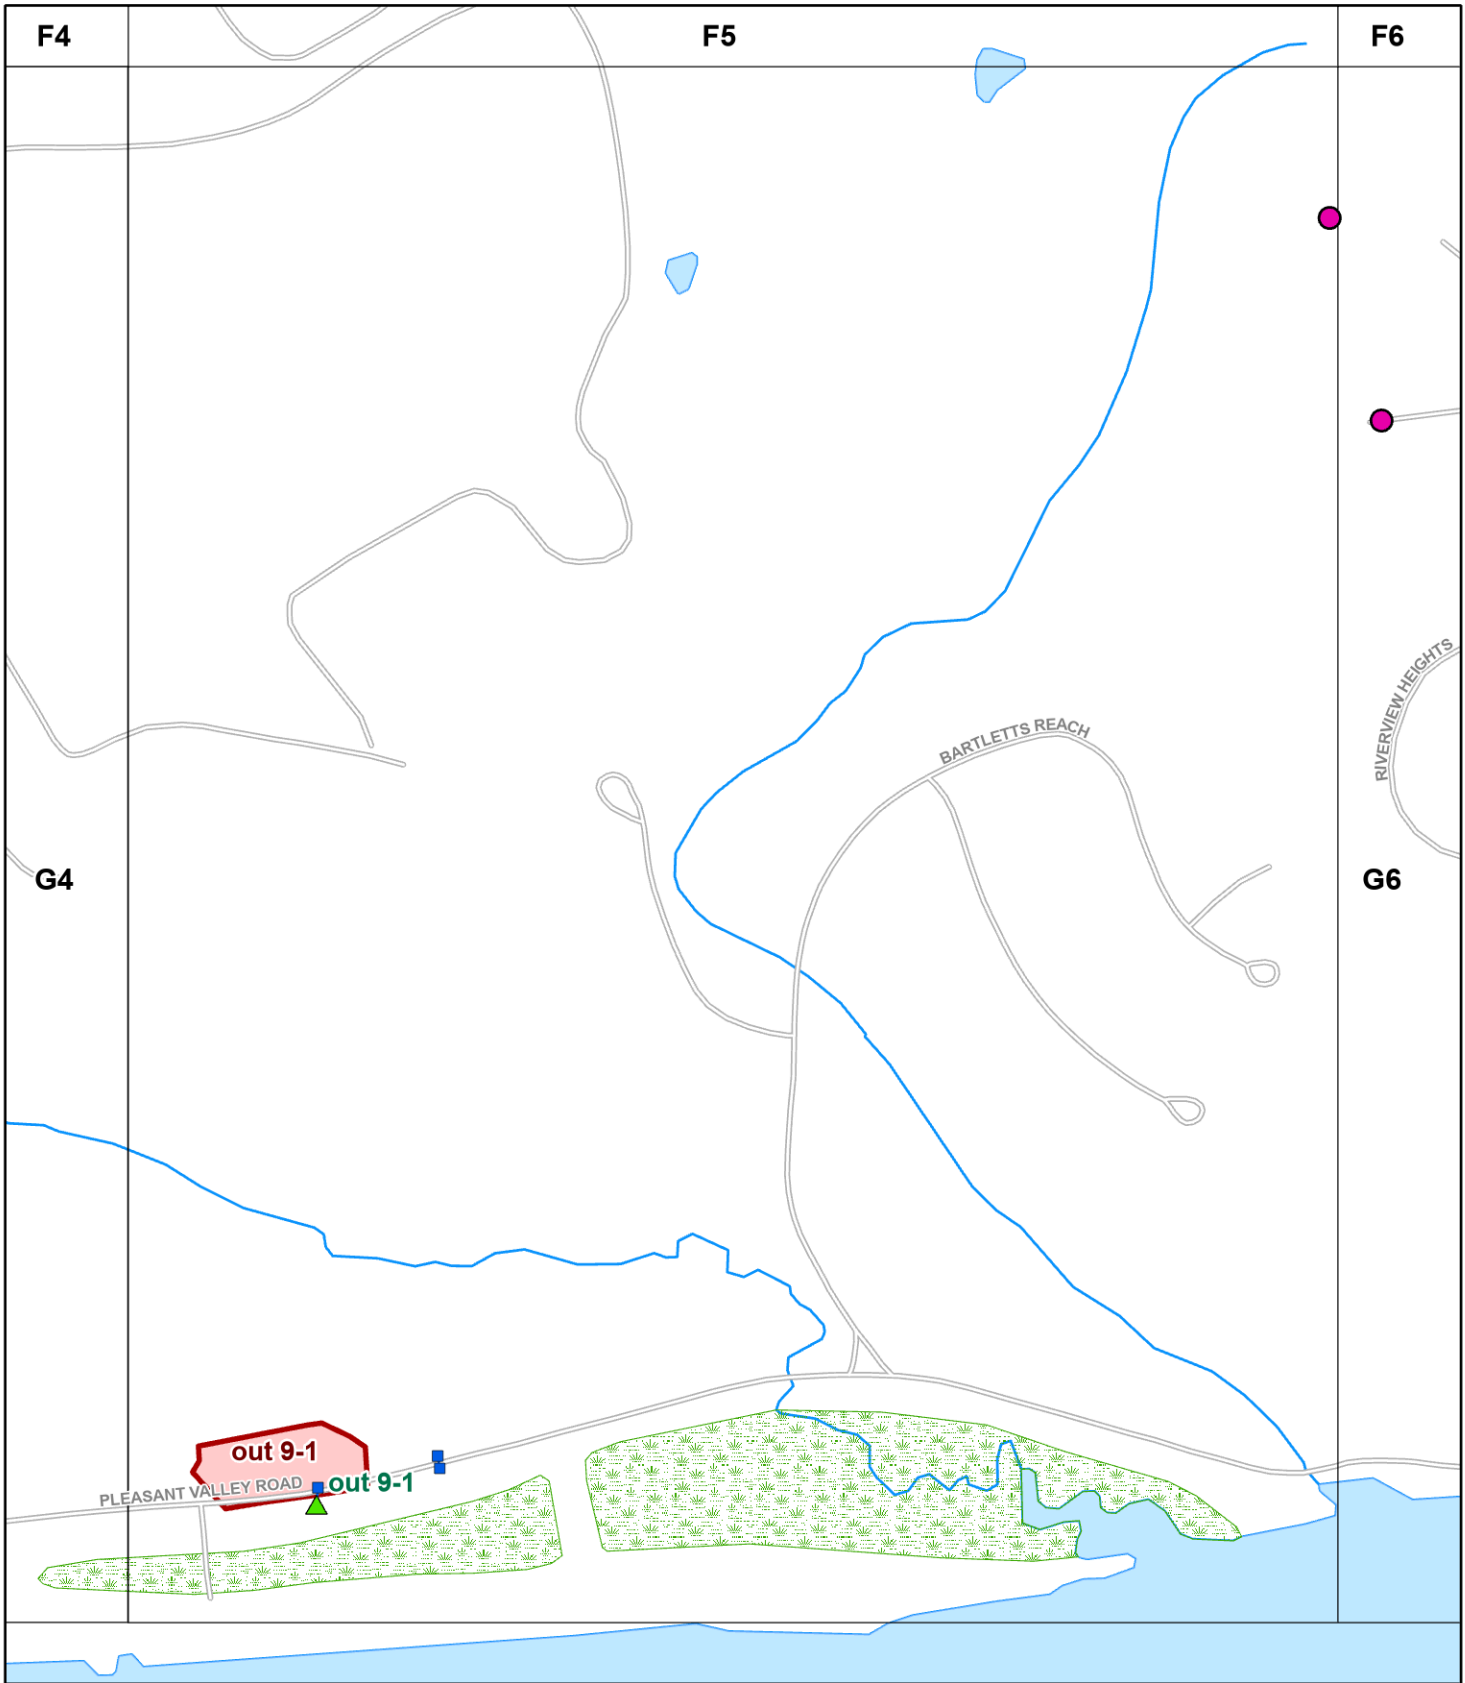 F4
F5
F6
RIVERVIEW HEIGHTS
BARTLETTS REACH
G4
G6
out 9-1
PLEASANT VALLEY ROAD
out 9-1